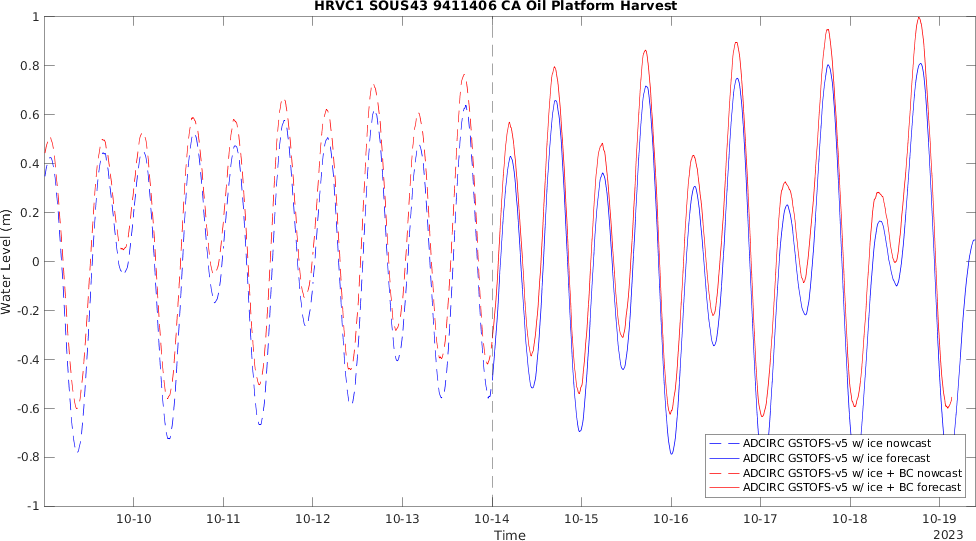 HRVC1 SOUS43 9411406 CA Oil Platform Harvest
1
0.8
0.6
0.4
0.2
0
-0.2
-0.4
-0.6
-0.8
-1
Water Level (m)
10-10 10-11 10-12 10-13 10-14 10-15 10-16 10-17 10-18 10-19
2023
Time
ADCIRC GSTOFS-v5 w/ ice nowcast
ADCIRC GSTOFS-v5 w/ ice forecast
ADCIRC GSTOFS-v5 w/ ice + BC nowcast
ADCIRC GSTOFS-v5 w/ ice + BC forecast